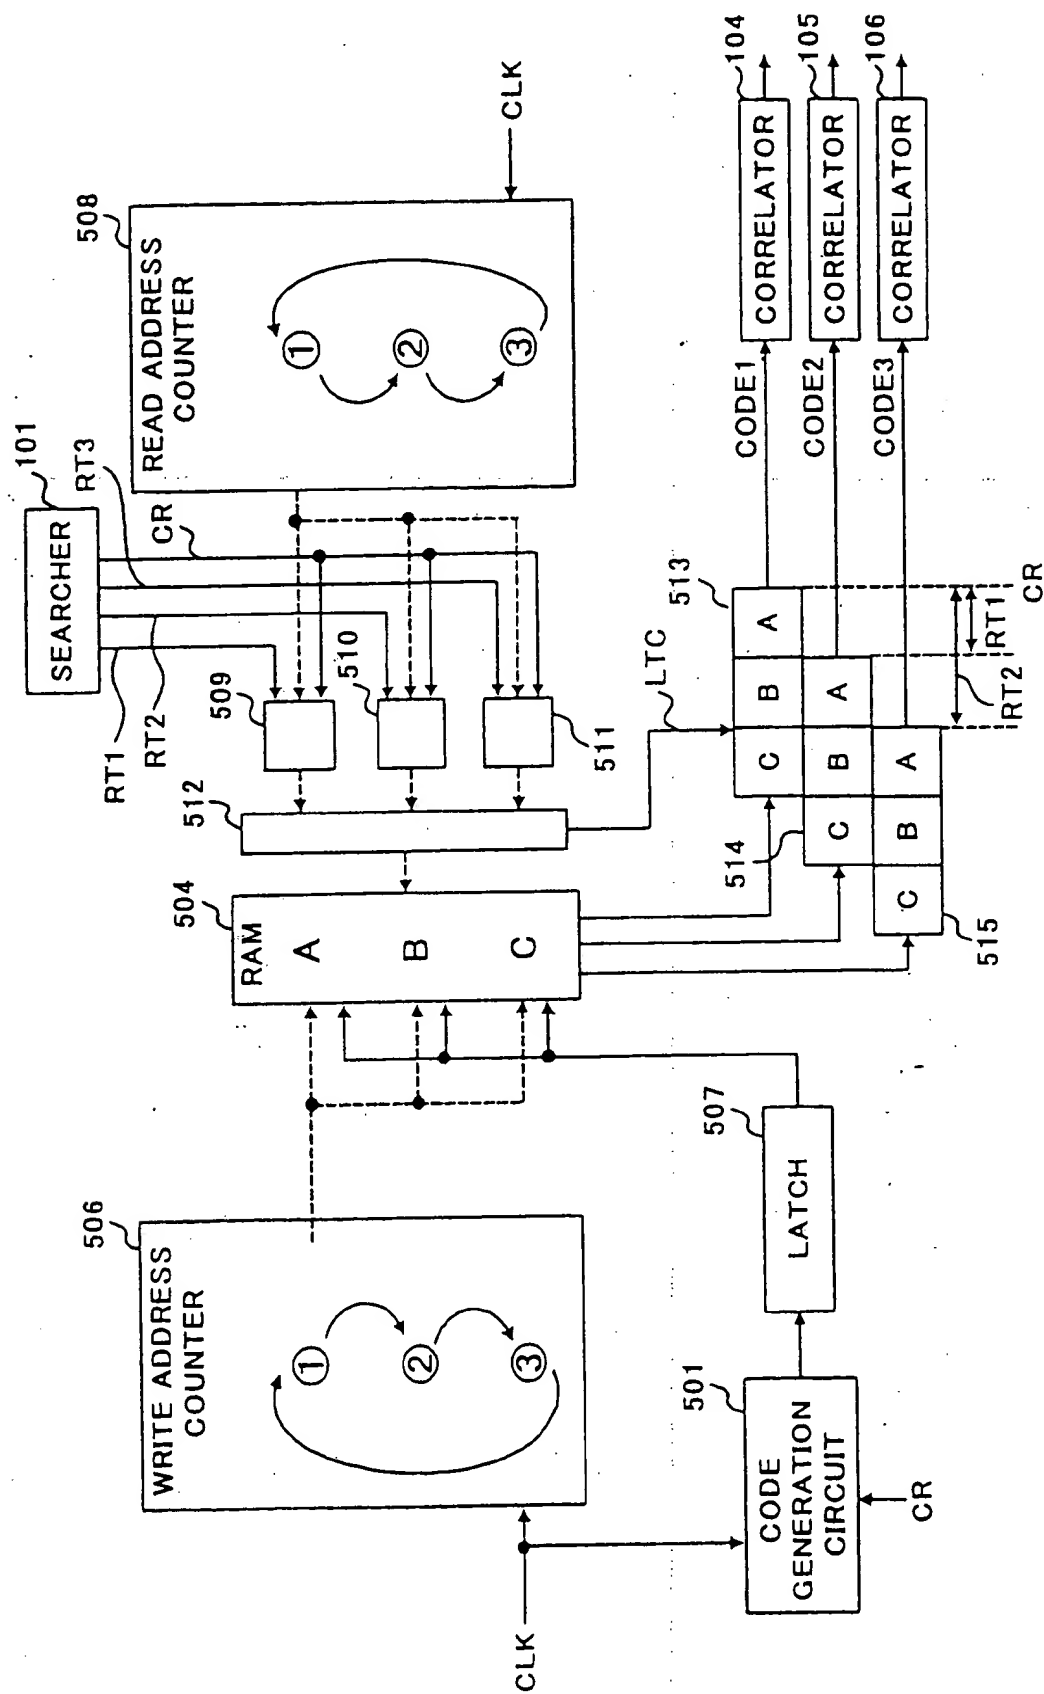 SEARCHER
101
RT1
RT2
RT3
CR
READ ADDRESS
COUNTER
508
1
2
3
CLK
509
510
511
512
RAM
504
A
B
C
WRITE ADDRESS
COUNTER
506
1
2
3
CLK
CODE
GENERATION
CIRCUIT
501
CR
LATCH
507
LTC
513
C
B
A
514
C
B
A
515
C
B
A
RT1
RT2
CR
CODE1
CODE2
CODE3
CORRELATOR
104
CORRELATOR
105
CORRELATOR
106